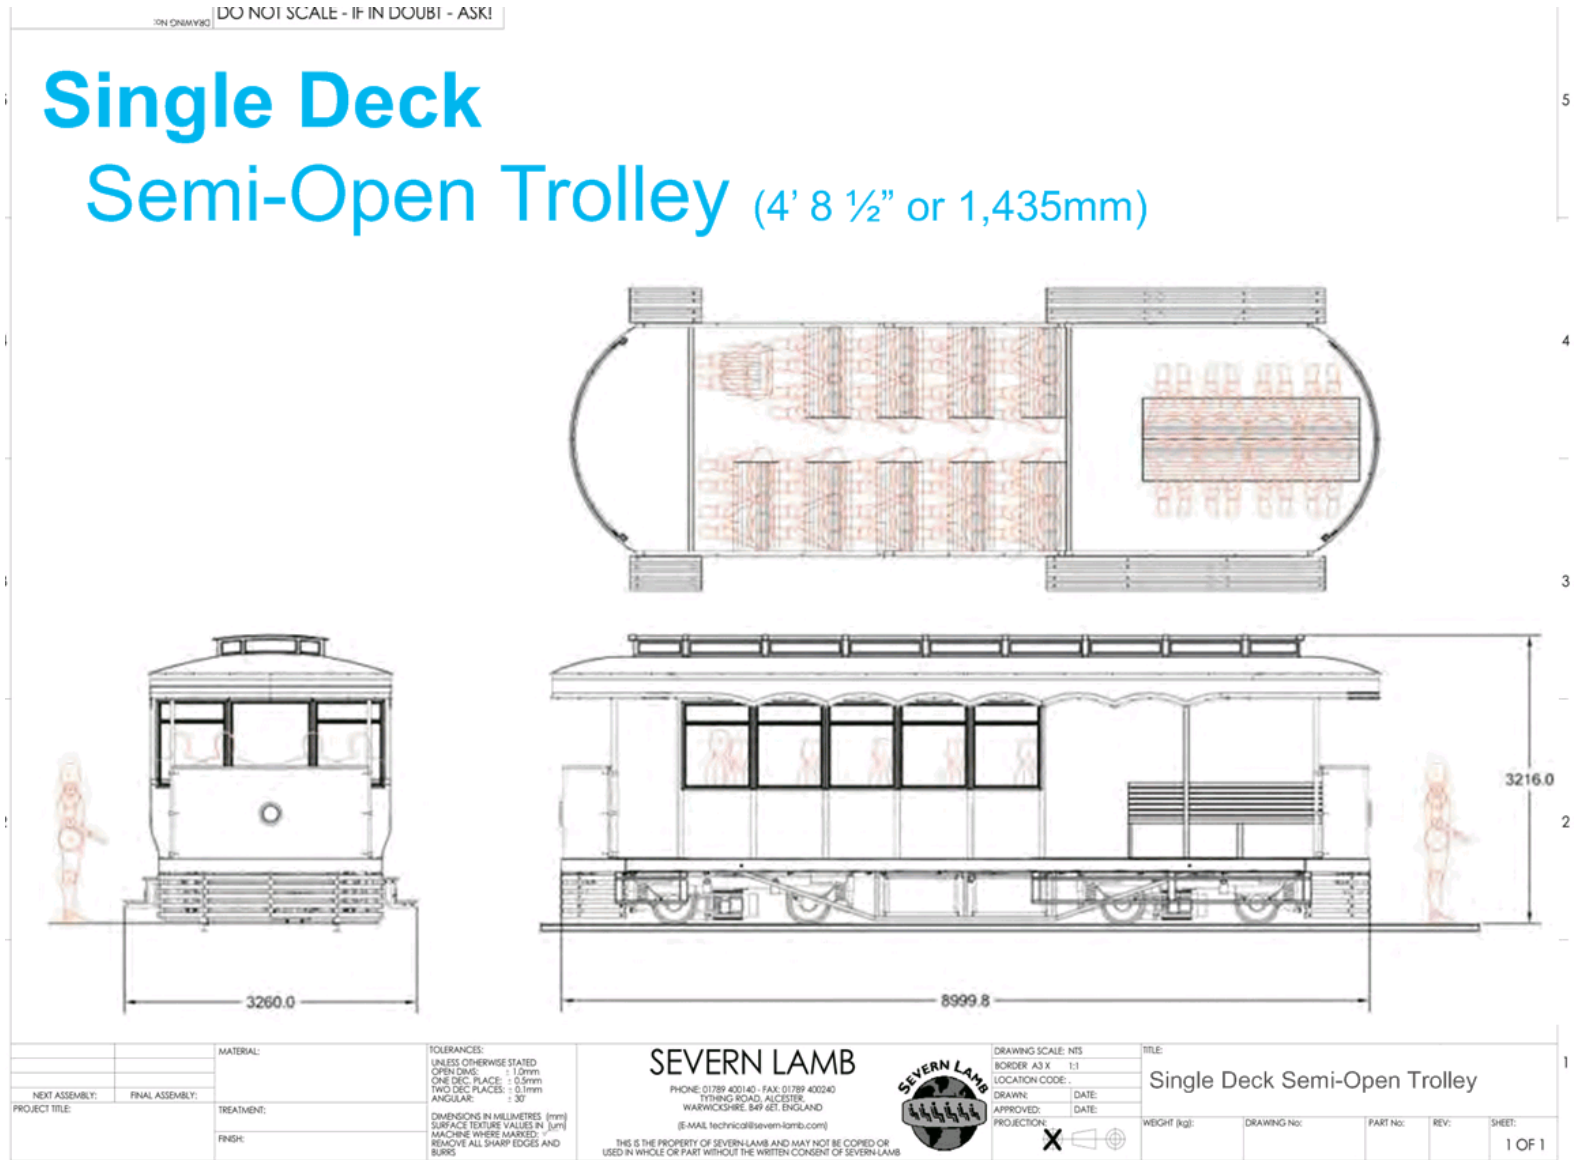 DRAWING No:
DO NOT SCALE - IF IN DOUBT - ASK!
Single Deck
Semi-Open Trolley (4’ 8 ½” or 1,435mm)
5
5
4
4
3
3
2
2
1
3216.0
3260.0
8999.8
NEXT ASSEMBLY:
FINAL ASSEMBLY:
PROJECT TITLE:
MATERIAL:
TREATMENT:
FINISH:
TOLERANCES:
UNLESS OTHERWISE STATED
OPEN DIMS: : 1.0mm
ONE DEC. PLACE: : 0.5mm
TWO DEC PLACES: : 0.1mm
ANGULAR: : 30'
DIMENSIONS IN MILLIMETRES (mm)
SURFACE TEXTURE VALUES IN (um)
MACHINE WHERE MARKED:
REMOVE ALL SHARP EDGES AND
BURRS
SEVERN LAMB
PHONE: 01789 400140 - FAX: 01789 400240
TYTHING ROAD, ALCESTER,
WARWICKSHIRE. B49 6ET. ENGLAND
(E-MAIL technical@severn-lamb.com)
THIS IS THE PROPERTY OF SEVERN-LAMB AND MAY NOT BE COPIED OR
USED IN WHOLE OR PART WITHOUT THE WRITTEN CONSENT OF SEVERN-LAMB
SEVERN LAMB
DRAWING SCALE: NTS
BORDER A3 X 1:1
LOCATION CODE: .
DRAWN: DATE:
APPROVED: DATE:
PROJECTION:
X
TITLE:
Single Deck Semi-Open Trolley
WEIGHT (kg):
DRAWING No:
PART No:
REV:
SHEET:
1 OF 1